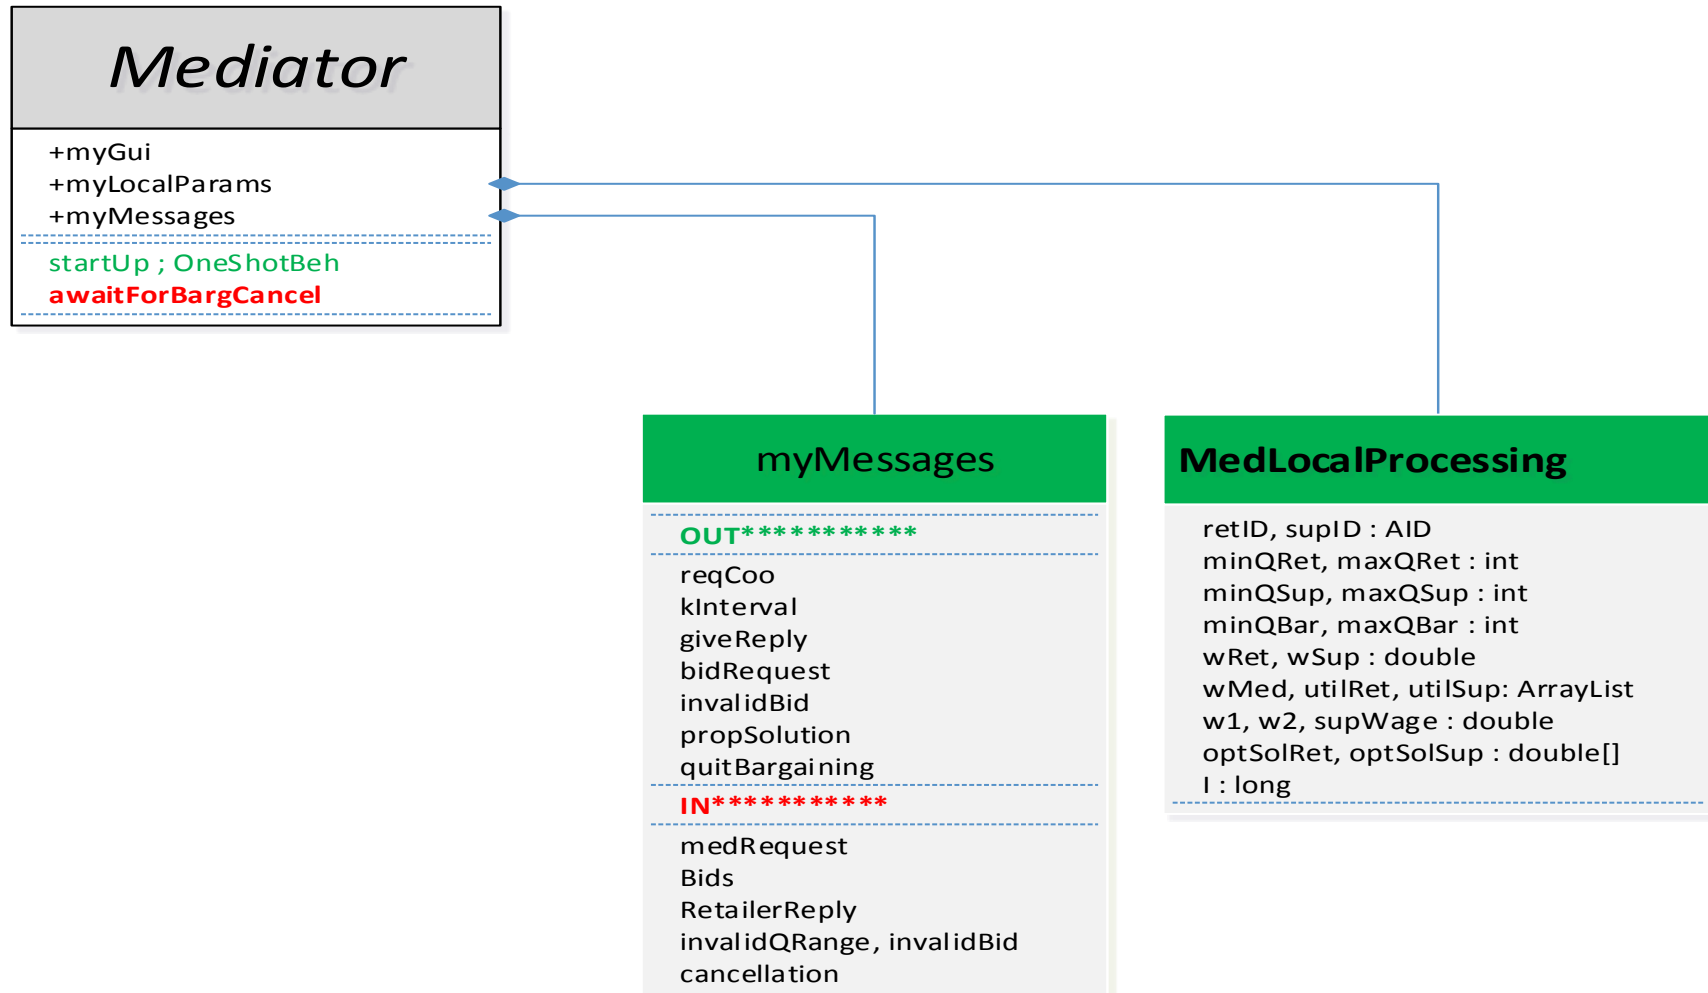 Mediator
+myGui
+myLocalParams
+myMessages
startUp ; OneShotBeh
awaitForBargCancel
myMessages
OUT***********
reqCoo
kInterval
giveReply
bidRequest
invalidBid
propSolution
quitBargaining
IN***********
medRequest
Bids
RetailerReply
invalidQRange, invalidBid
cancellation
MedLocalProcessing
retID, supID : AID
minQRet, maxQRet : int
minQSup, maxQSup : int
minQBar, maxQBar : int
wRet, wSup : double
wMed, utilRet, utilSup: ArrayList
w1, w2, supWage : double
optSolRet, optSolSup : double[]
I : long